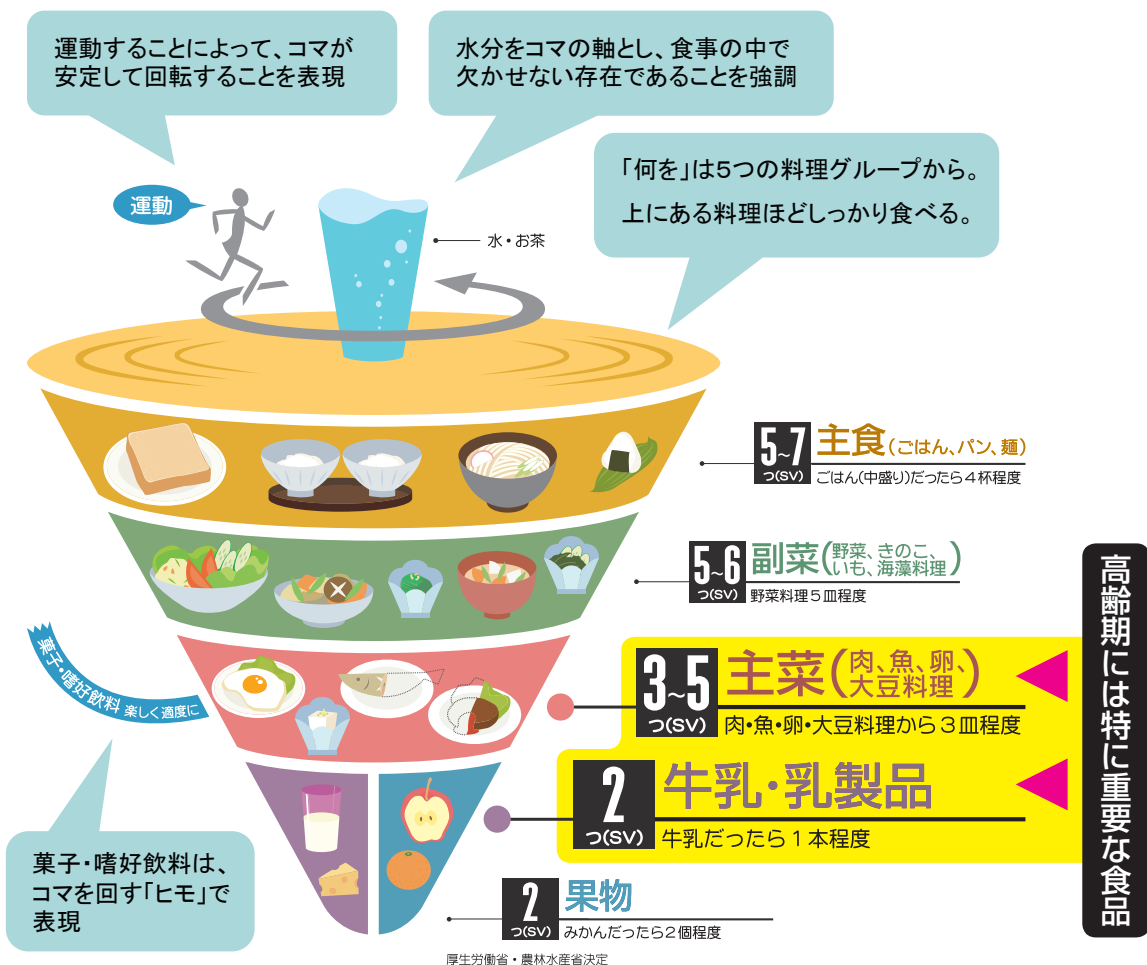 運動することによって、コマが
安定して回転することを表現
水分をコマの軸とし、食事の中で
欠かせない存在であることを強調
「何を」は5つの料理グループから。
上にある料理ほどしっかり食べる。
運動
水・お茶
5~7
つ(SV)
主食(ごはん、パン、麺)
ごはん(中盛り)だったら4杯程度
5~6
つ(SV)
副菜(野菜、きのこ、
いも、海藻料理)
野菜料理5皿程度
3~5
つ(SV)
主菜(肉、魚、卵、
大豆料理)
肉・魚・卵・大豆料理から3皿程度
2
つ(SV)
牛乳・乳製品
牛乳だったら1本程度
高齢期には特に重要な食品
菓子・嗜好飲料 楽しく適度に
菓子・嗜好飲料は、
コマを回す「ヒモ」で
表現
2
つ(SV)
果物
みかんだったら2個程度
厚生労働省・農林水産省決定